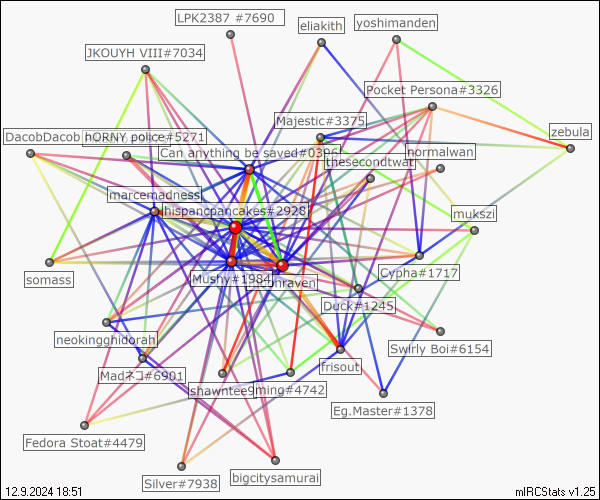 LPK2387 #7690
eliakith
yoshimanden
JKOUYH VIII#7034
Pocket Persona#3326
Majestic#3375
zebula
DacobDacob
hORNY police#5271
Can anything be saved#0396
thesecondtwat
normalwan
marcemadness
hispancpancakes#2928
mukszi
somass
Mushy#1984
Cypha#1717
Duck#1245
neokingghidorah
Swirly Boi#6154
Madネコ#6901
frisout
shawntee9
ming#4742
Eg.Master#1378
Fedora Stoat#4479
Silver#7938
bigcitysamurai
12.9.2024 18:51
mIRCStats v1.25